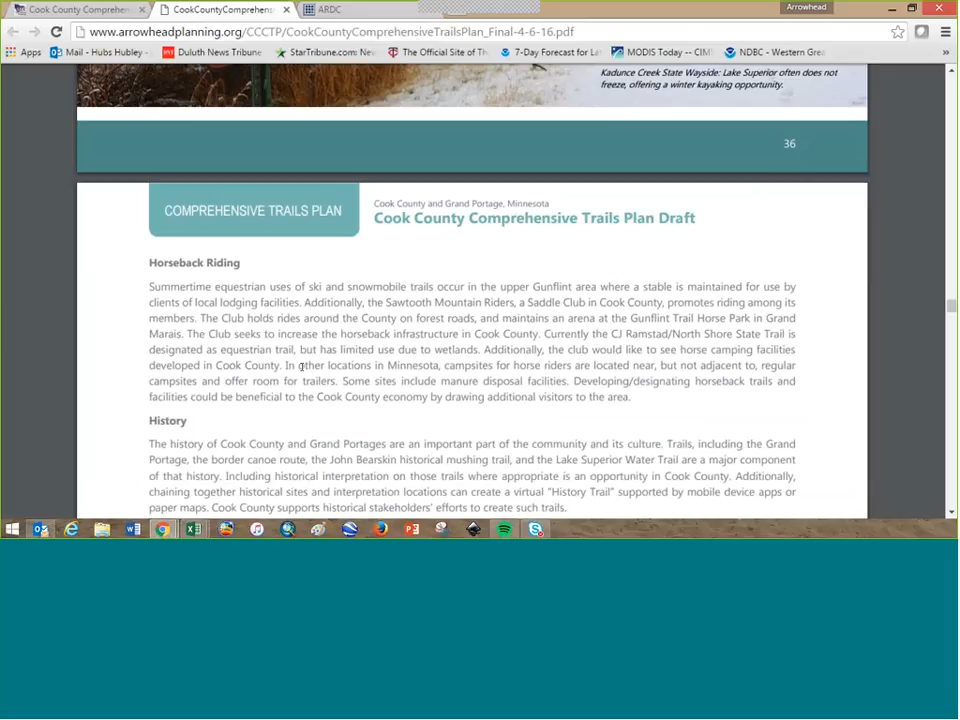 Cook County Comprehen
CookCountyComprehens
ARDC
Arrowhead
www.arrowheadplanning.org/CCCTP/CookCountyComprehensiveTrailsPlan_Final-4-6-16.pdf
Apps
Mail - Hubs Hubley -
Duluth News Tribune
StarTribune.com: Nev
The Official Site of Th
7-Day Forecast for La
MODIS Today -- CIM
NDBC - Western Grea
»
Kadunce Creek State Wayside: Lake Superior often does not
freeze, offering a winter kayaking opportunity.
36
COMPREHENSIVE TRAILS PLAN
Cook County and Grand Portage, Minnesota
Cook County Comprehensive Trails Plan Draft
Horseback Riding
Summertime equestrian uses of ski and snowmobile trails occur in the upper Gunflint area where a stable is maintained for use by
clients of local lodging facilities. Additionally, the Sawtooth Mountain Riders, a Saddle Club in Cook County, promotes riding among its
members. The Club holds rides around the County on forest roads, and maintains an arena at the Gunflint Trail Horse Park in Grand
Marais. The Club seeks to increase the horseback infrastructure in Cook County. Currently the CJ Ramstad/North Shore State Trail is
designated as equestrian trail, but has limited use due to wetlands. Additionally, the club would like to see horse camping facilities
developed in Cook County. In other locations in Minnesota, campsites for horse riders are located near, but not adjacent to, regular
campsites and offer room for trailers. Some sites include manure disposal facilities. Developing/designating horseback trails and
facilities could be beneficial to the Cook County economy by drawing additional visitors to the area.
History
The history of Cook County and Grand Portages are an important part of the community and its culture. Trails, including the Grand
Portage, the border canoe route, the John Bearskin historical mushing trail, and the Lake Superior Water Trail are a major component
of that history. Including historical interpretation on those trails where appropriate is an opportunity in Cook County. Additionally,
chaining together historical sites and interpretation locations can create a virtual "History Trail" supported by mobile device apps or
paper maps. Cook County supports historical stakeholders' efforts to create such trails.